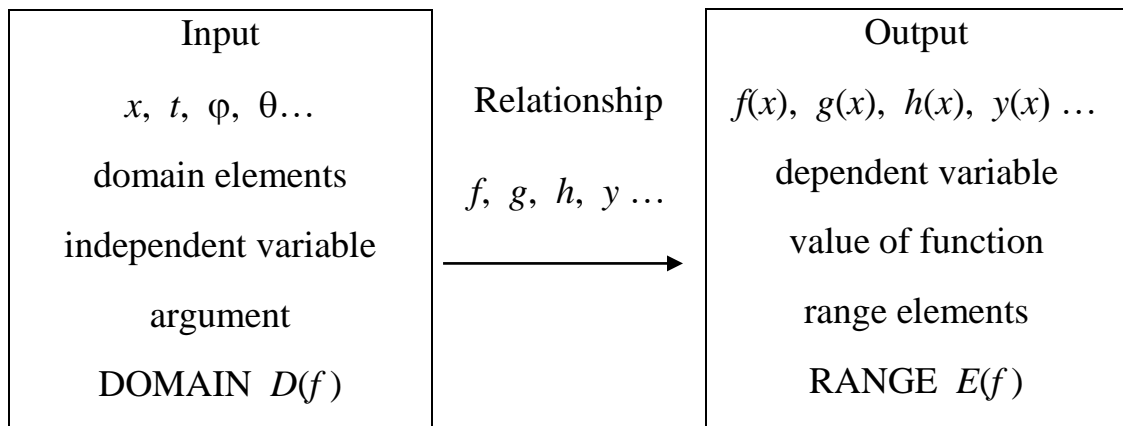 Input
x, t, φ, θ…
domain elements
independent variable
argument
DOMAIN D(f)
Relationship
f, g, h, y …
Output
f(x), g(x), h(x), y(x) …
dependent variable
value of function
range elements
RANGE E(f)